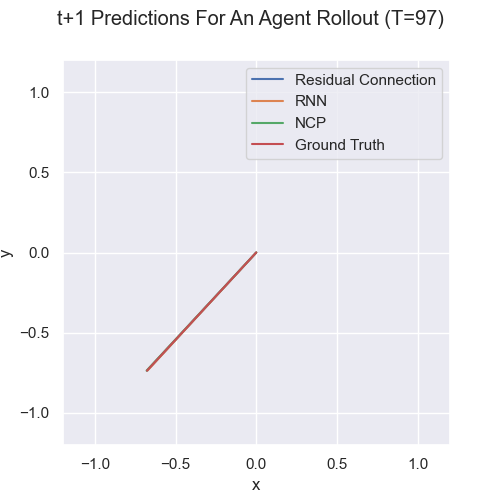 t+1 Predictions For An Agent Rollout (T=97)
Residual Connection
RNN
NCP
Ground Truth
1.0
0.5
0.0
−0.5
−1.0
y
−1.0 −0.5 0.0 0.5 1.0
x